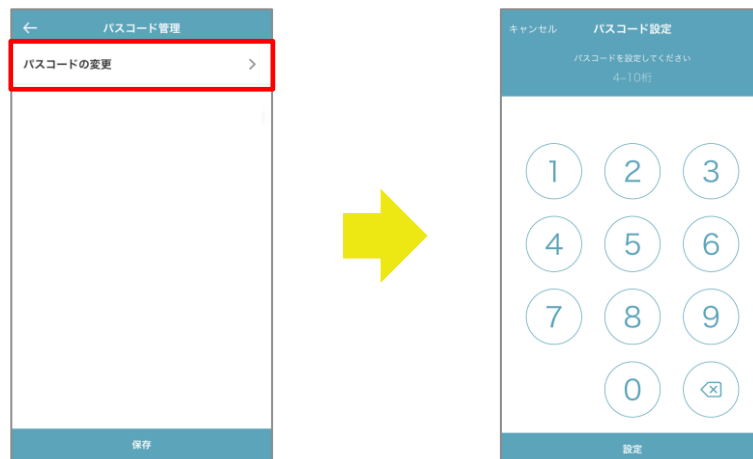 パスコード管理
パスコードの変更
保存
キャンセル パスコード設定
パスコードを設定してください
4-10桁
1 2 3
4 5 6
7 8 9
0
設定